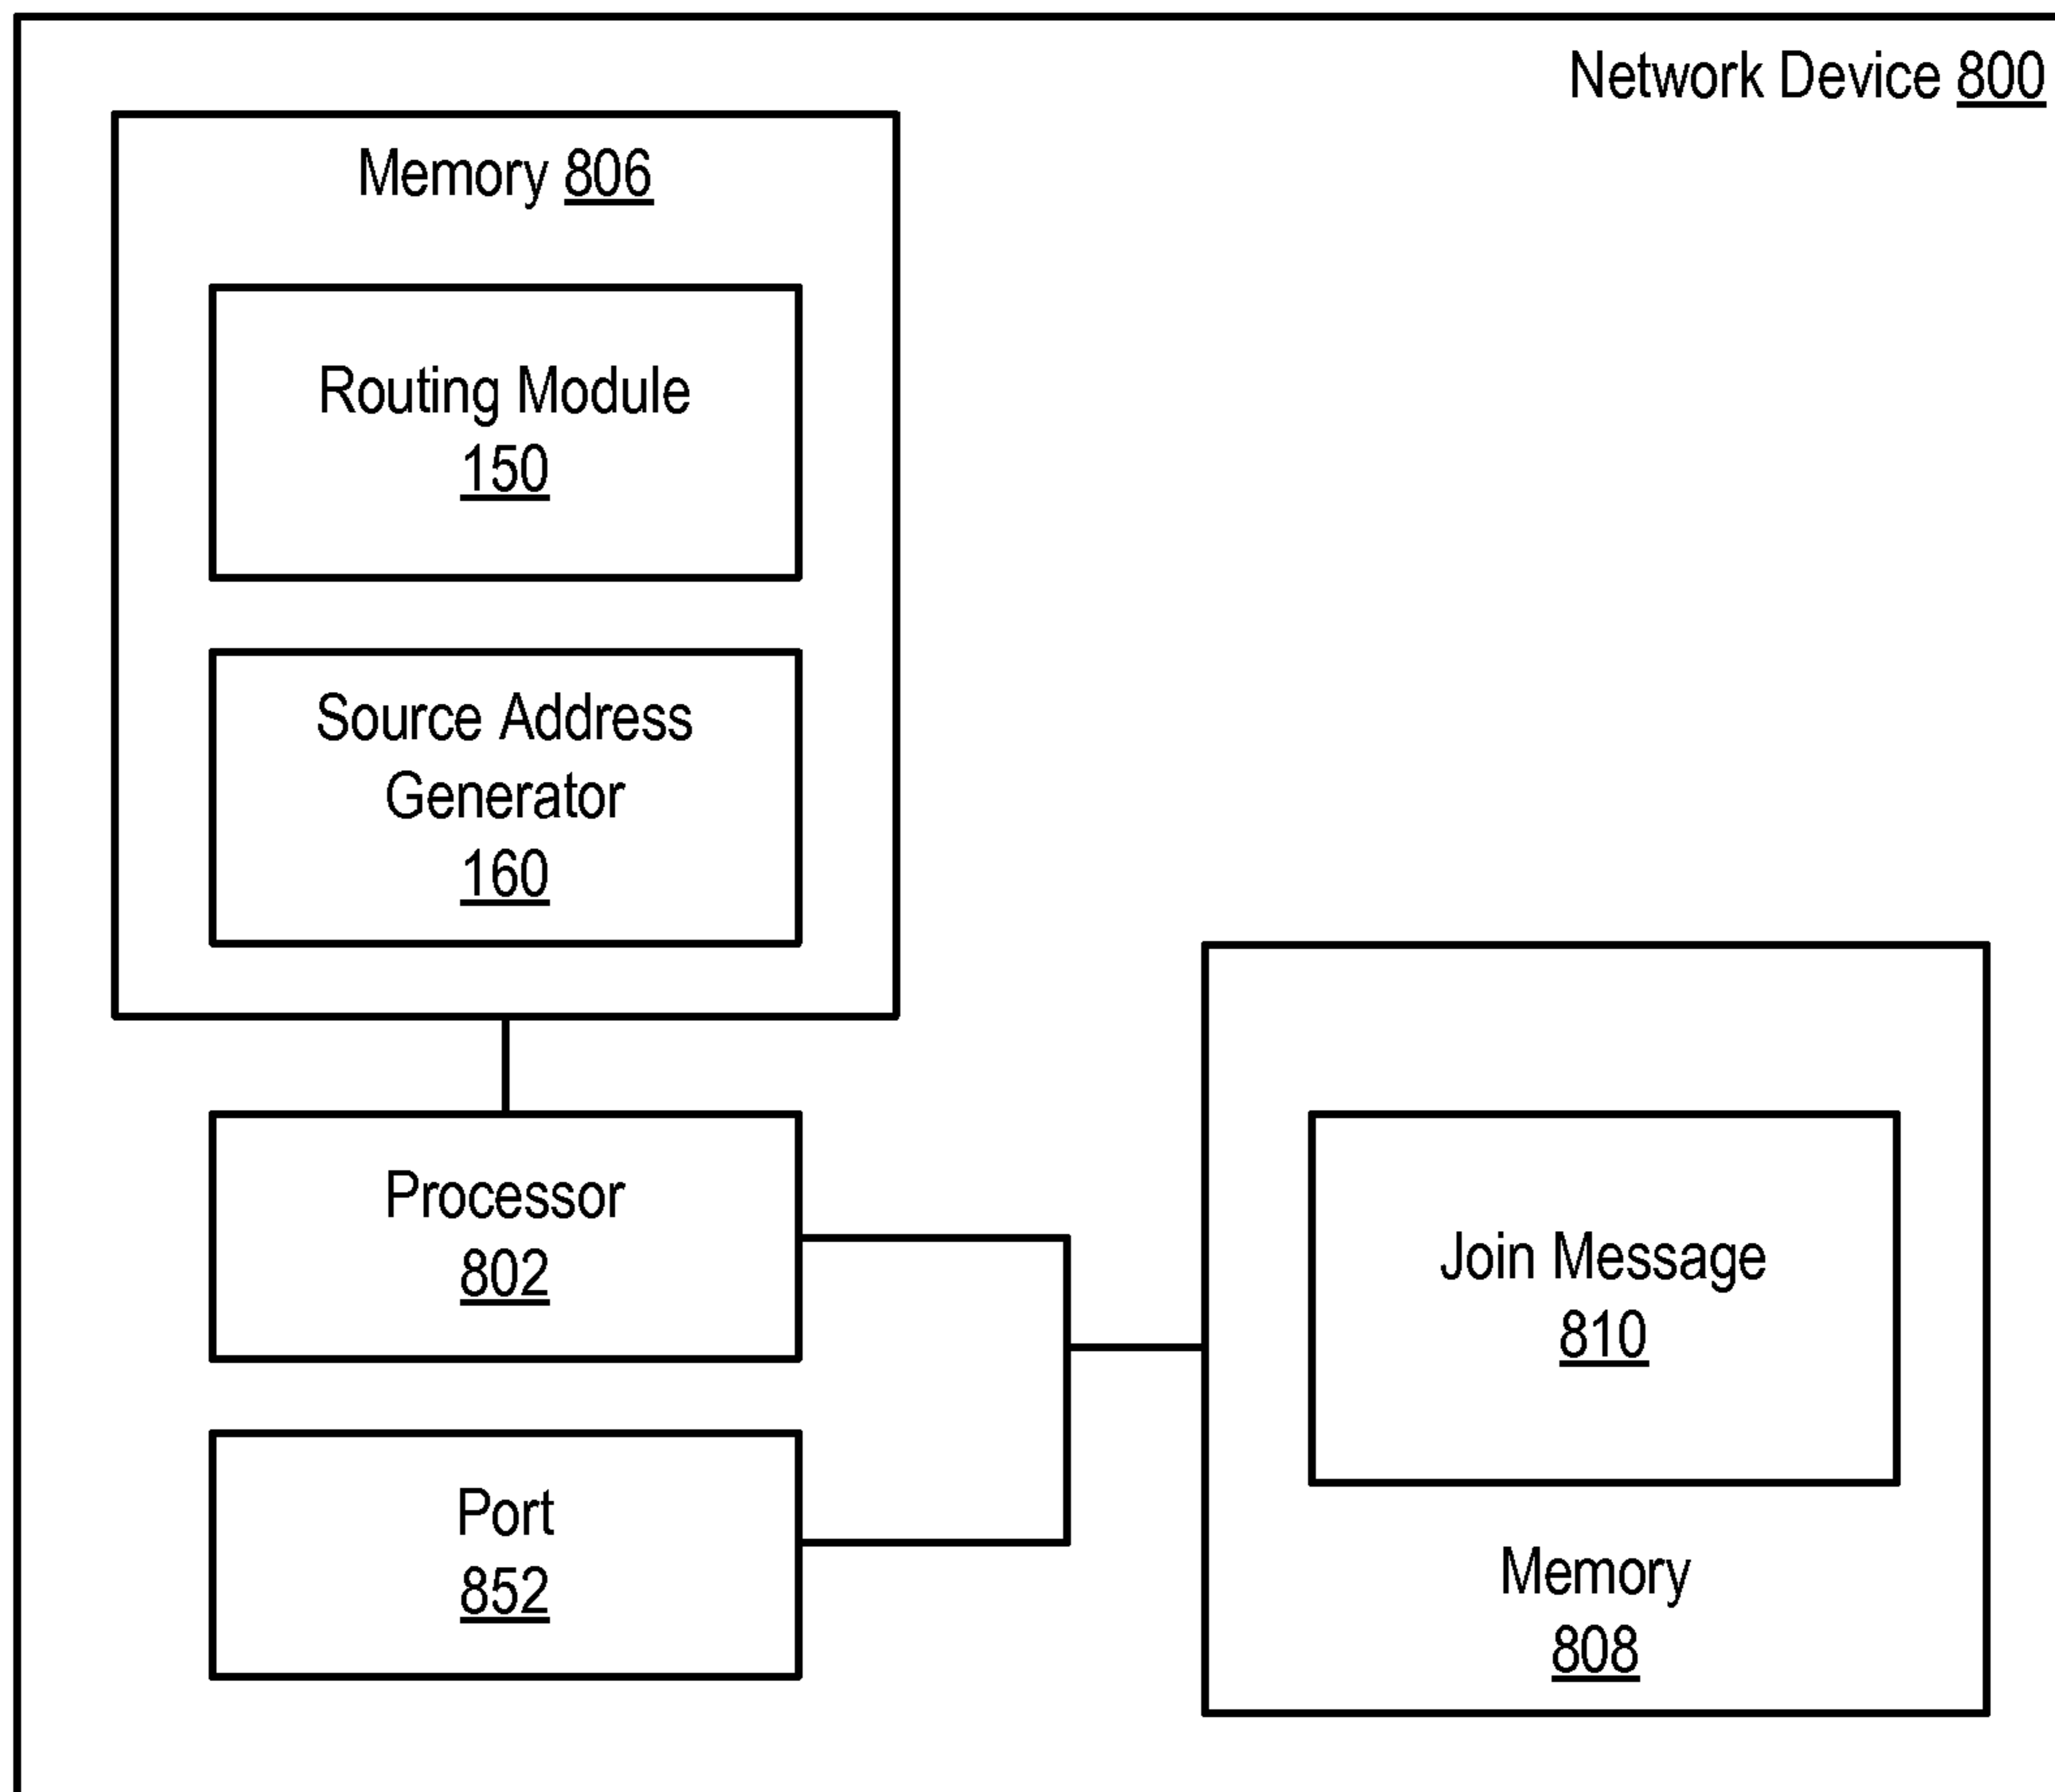 Network Device 800
Memory 806
Routing Module
150
Source Address
Generator
160
Processor
802
Port
852
Join Message
810
Memory
808